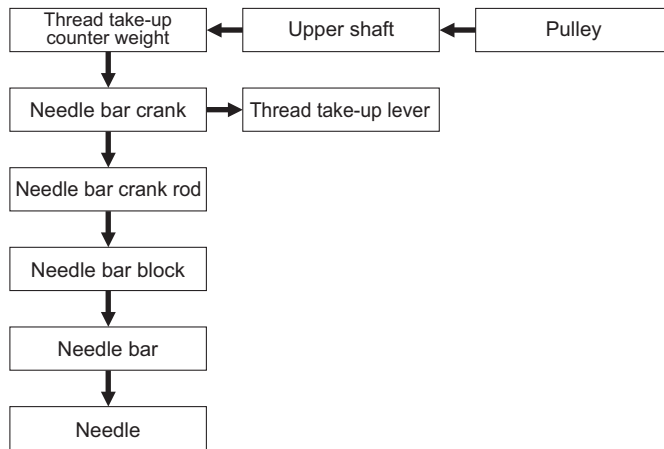 Thread take-up
counter weight
Upper shaft
Pulley
Needle bar crank
Thread take-up lever
Needle bar crank rod
Needle bar block
Needle bar
Needle